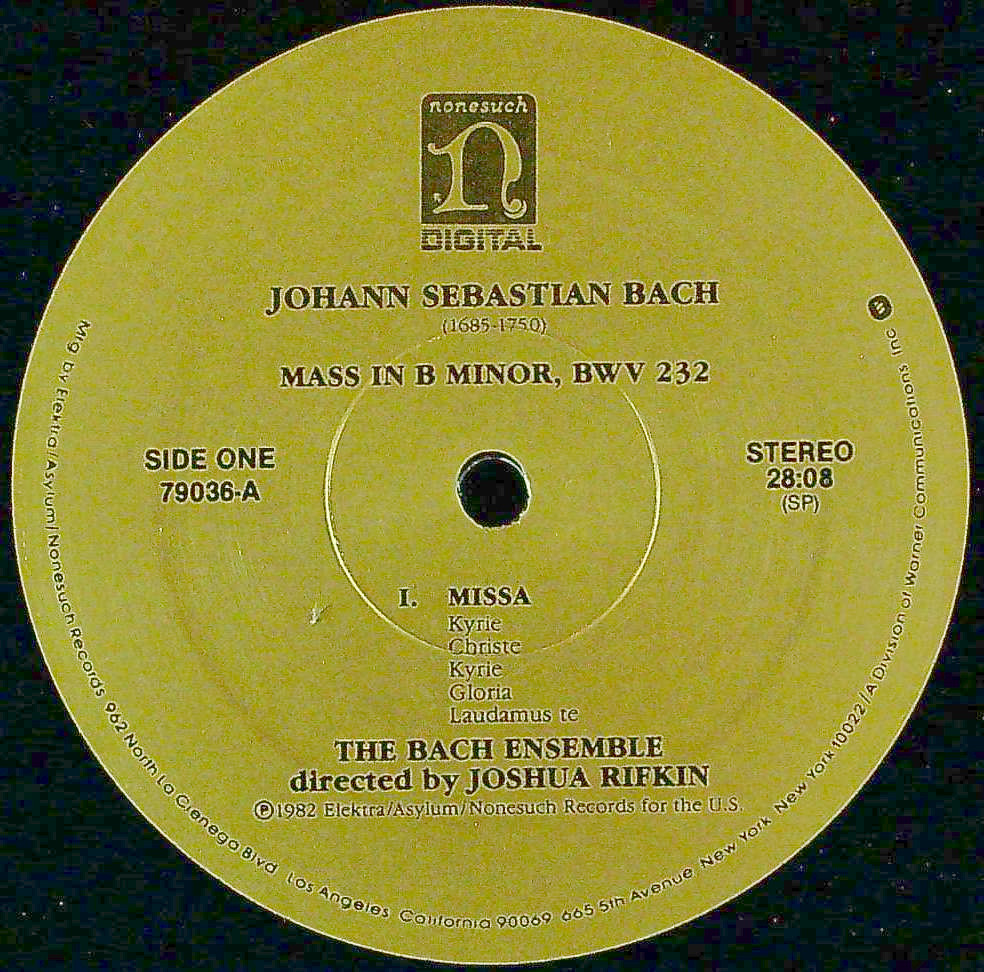 nonesuch
n
DIGITAL
JOHANN SEBASTIAN BACH
(1685-1750)
MASS IN B MINOR, BWV 232
SIDE ONE
79036-A
STEREO
28:08
(SP)
I. MISSA
Kyrie
Christe
Kyrie
Gloria
Laudamus te
THE BACH ENSEMBLE
directed by JOSHUA RIFKIN
℗1982 Elektra/Asylum/Nonesuch Records for the U.S.
Mfg by Elektra/Asylum/Nonesuch Records 962 North La Cienega Blvd Los Angeles California 90069 665 5th Avenue New York New York 10022/A Division of Warner Communications Inc